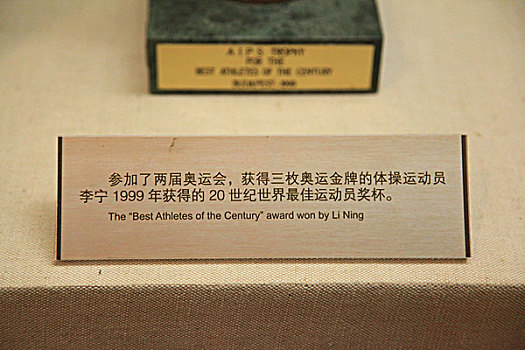 AIPS TROPHY
FOR THE
BEST ATHLETES OF THE CENTURY
BUDAPEST 1999
参加了两届奥运会，获得三枚奥运金牌的体操运动员
李宁 1999 年获得的 20 世纪世界最佳运动员奖杯。
The "Best Athletes of the Century" award won by Li Ning